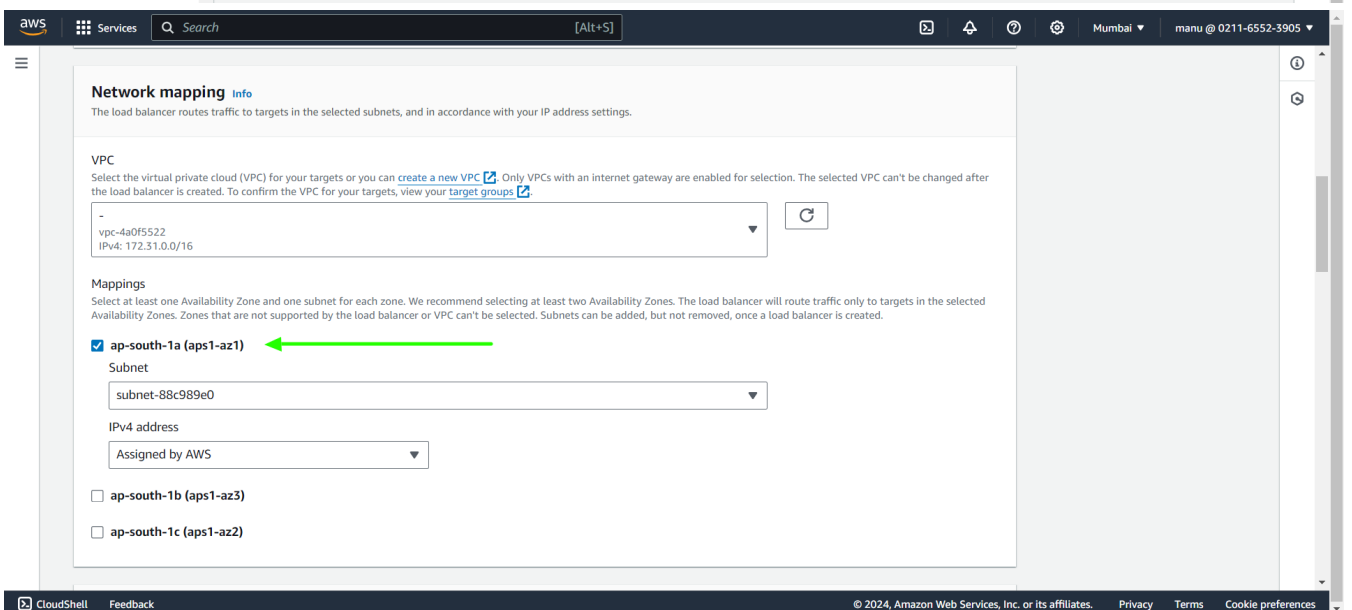 aws
Services
Search
[Alt+S]
Mumbai
manu @ 0211-6552-3905
Network mapping Info
The load balancer routes traffic to targets in the selected subnets, and in accordance with your IP address settings.
VPC
Select the virtual private cloud (VPC) for your targets or you can create a new VPC. Only VPCs with an internet gateway are enabled for selection. The selected VPC can't be changed after
the load balancer is created. To confirm the VPC for your targets, view your target groups.
-
vpc-4a0f5522
IPv4: 172.31.0.0/16
Mappings
Select at least one Availability Zone and one subnet for each zone. We recommend selecting at least two Availability Zones. The load balancer will route traffic only to targets in the selected
Availability Zones. Zones that are not supported by the load balancer or VPC can't be selected. Subnets can be added, but not removed, once a load balancer is created.
ap-south-1a (aps1-az1)
Subnet
subnet-88c989e0
IPv4 address
Assigned by AWS
ap-south-1b (aps1-az3)
ap-south-1c (aps1-az2)
CloudShell
Feedback
© 2024, Amazon Web Services, Inc. or its affiliates.
Privacy
Terms
Cookie preferences